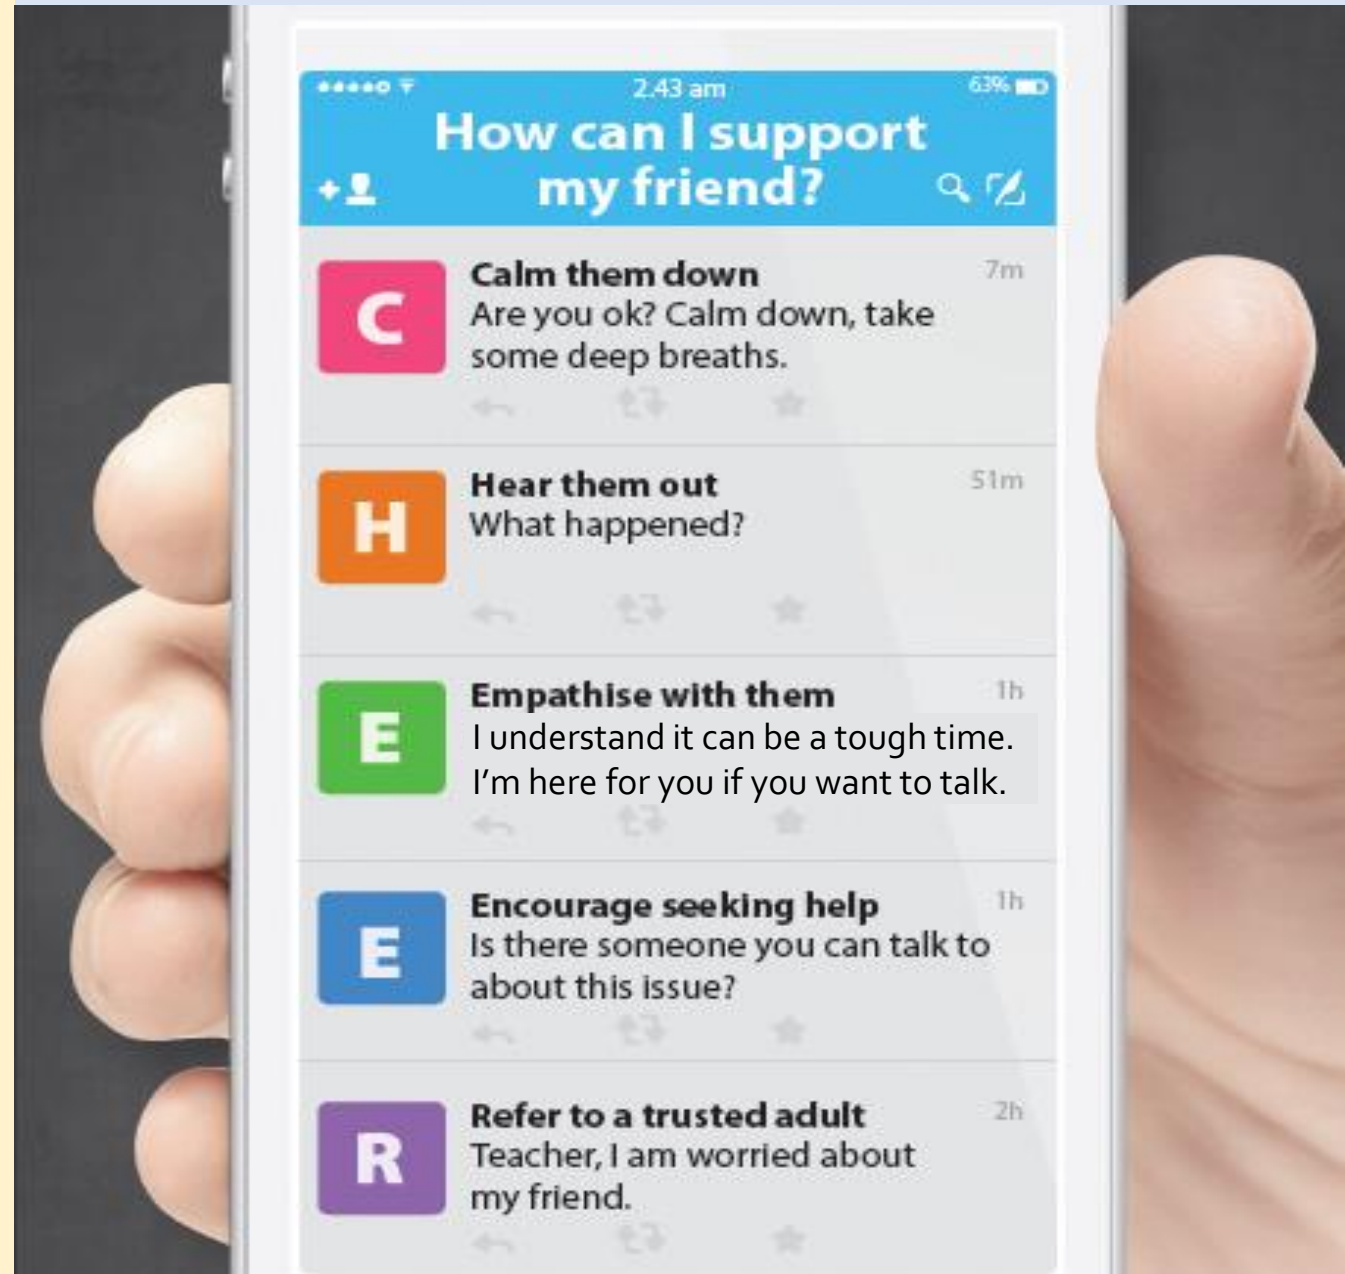 2.43 am
63%
How can I support
my friend?
C
Calm them down
7m
Are you ok? Calm down, take
some deep breaths.
H
Hear them out
51m
What happened?
E
Empathise with them
1h
I understand it can be a tough time.
I'm here for you if you want to talk.
E
Encourage seeking help
1h
Is there someone you can talk to
about this issue?
R
Refer to a trusted adult
2h
Teacher, I am worried about
my friend.